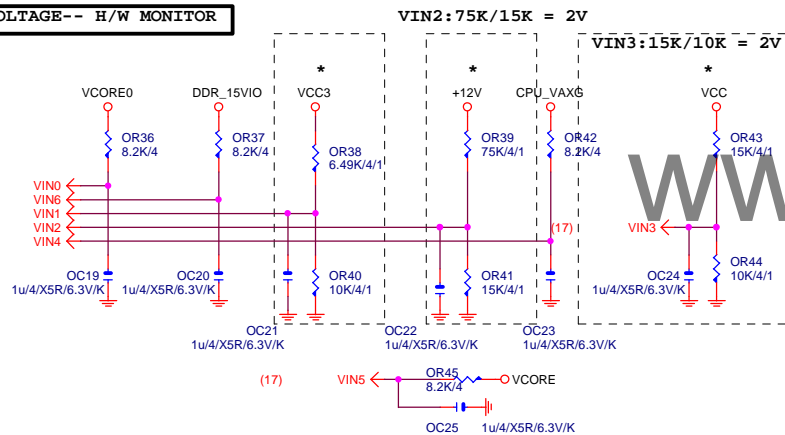 OLTAGE-- H/W MONITOR
VIN2:75K/15K = 2V
VIN3:15K/10K = 2V
*
*
*
VCORE0
DDR_15VIO
VCC3
+12V
CPU_VAXG
VCC
OR36
8.2K/4
OR37
8.2K/4
OR38
6.49K/4/1
OR39
75K/4/1
OR42
8.2K/4
OR43
15K/4/1
WW
VIN0
VIN6
VIN1
VIN2
VIN4
(17)
VIN3
OC19
1u/4/X5R/6.3V/K
OC20
1u/4/X5R/6.3V/K
OR40
10K/4/1
OR41
15K/4/1
OC24
1u/4/X5R/6.3V/K
OR44
10K/4/1
OC21
1u/4/X5R/6.3V/K
OC22
1u/4/X5R/6.3V/K
OC23
1u/4/X5R/6.3V/K
(17)
VIN5
OR45
8.2K/4
VCORE
OC25
1u/4/X5R/6.3V/K